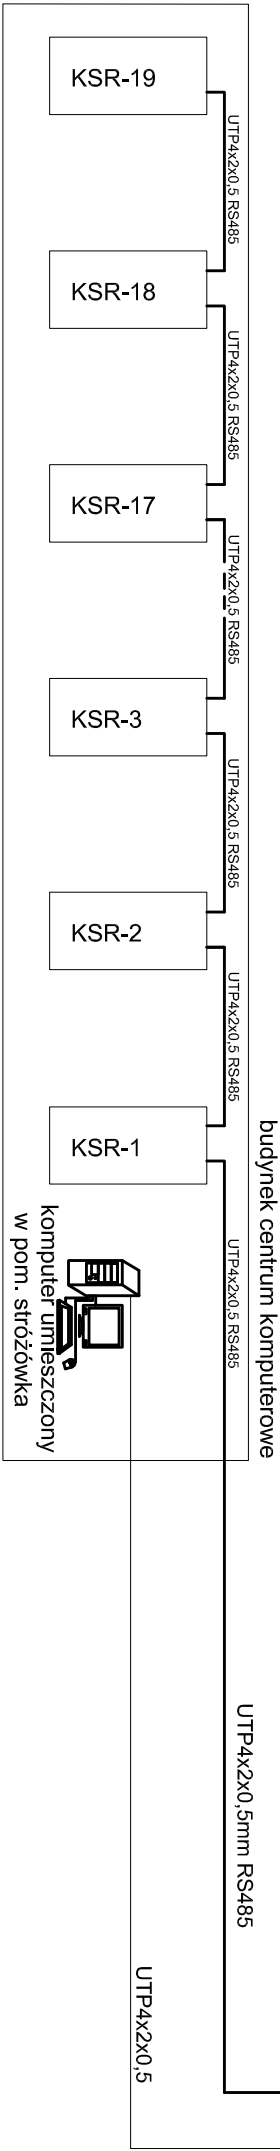 KSR-19
UTP4x2x0,5 RS485
KSR-18
UTP4x2x0,5 RS485
KSR-17
UTP4x2x0,5 RS485
KSR-3
UTP4x2x0,5 RS485
KSR-2
UTP4x2x0,5 RS485
KSR-1
UTP4x2x0,5 RS485
budynek centrum komputerowe
komputer umieszczony
w pom. stróżówka
UTP4x2x0,5mm RS485
UTP4x2x0,5